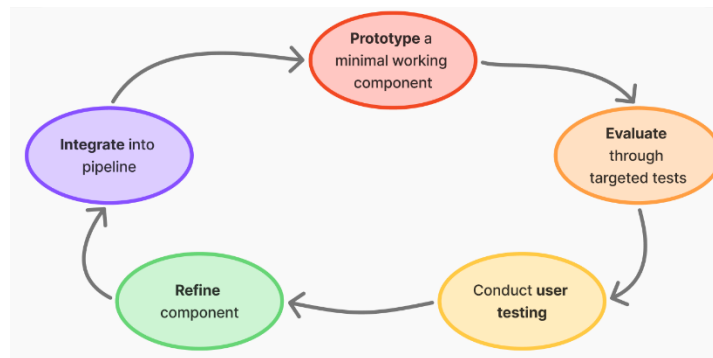 Prototype a
minimal working
component
Evaluate
through
targeted tests
Conduct user
testing
Refine
component
Integrate into
pipeline